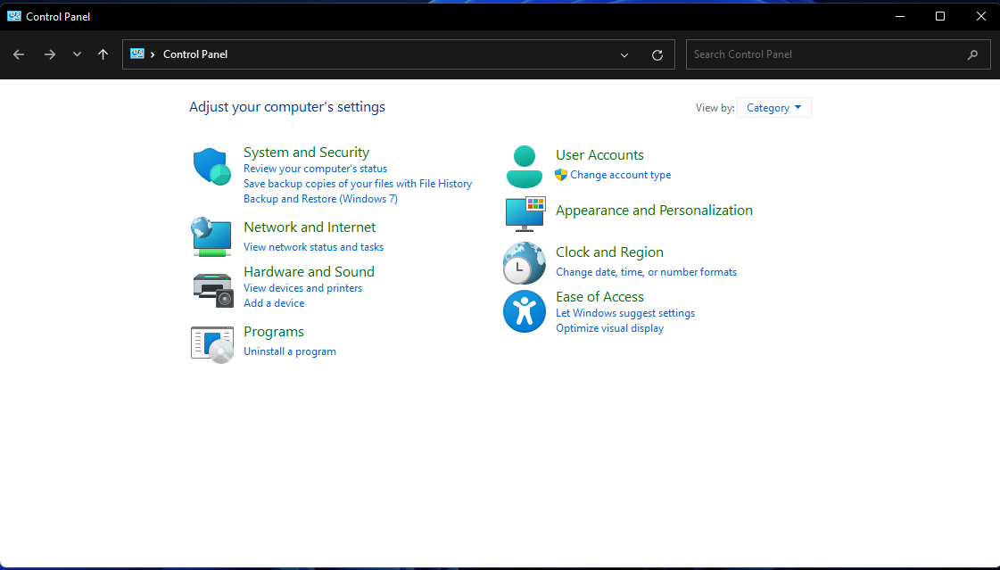 Control Panel
Control Panel
Search Control Panel
Adjust your computer's settings
View by: Category
System and Security
Review your computer's status
Save backup copies of your files with File History
Backup and Restore (Windows 7)
Network and Internet
View network status and tasks
Hardware and Sound
View devices and printers
Add a device
Programs
Uninstall a program
User Accounts
Change account type
Appearance and Personalization
Clock and Region
Change date, time, or number formats
Ease of Access
Let Windows suggest settings
Optimize visual display